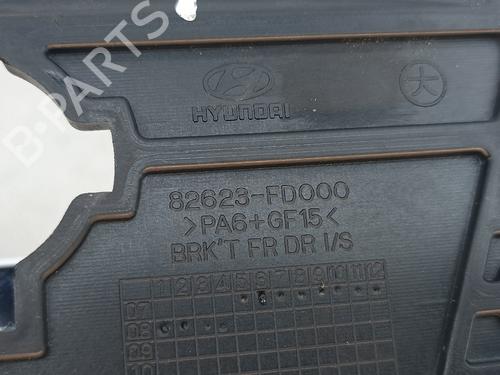 B-PARTS
HYUNDAI
大
82623-FD000
>PA6+GF15<
BRK'T FR DR I/S
1 2 3 4 5 6 7 8 9 10 11 12
07
08
09
10